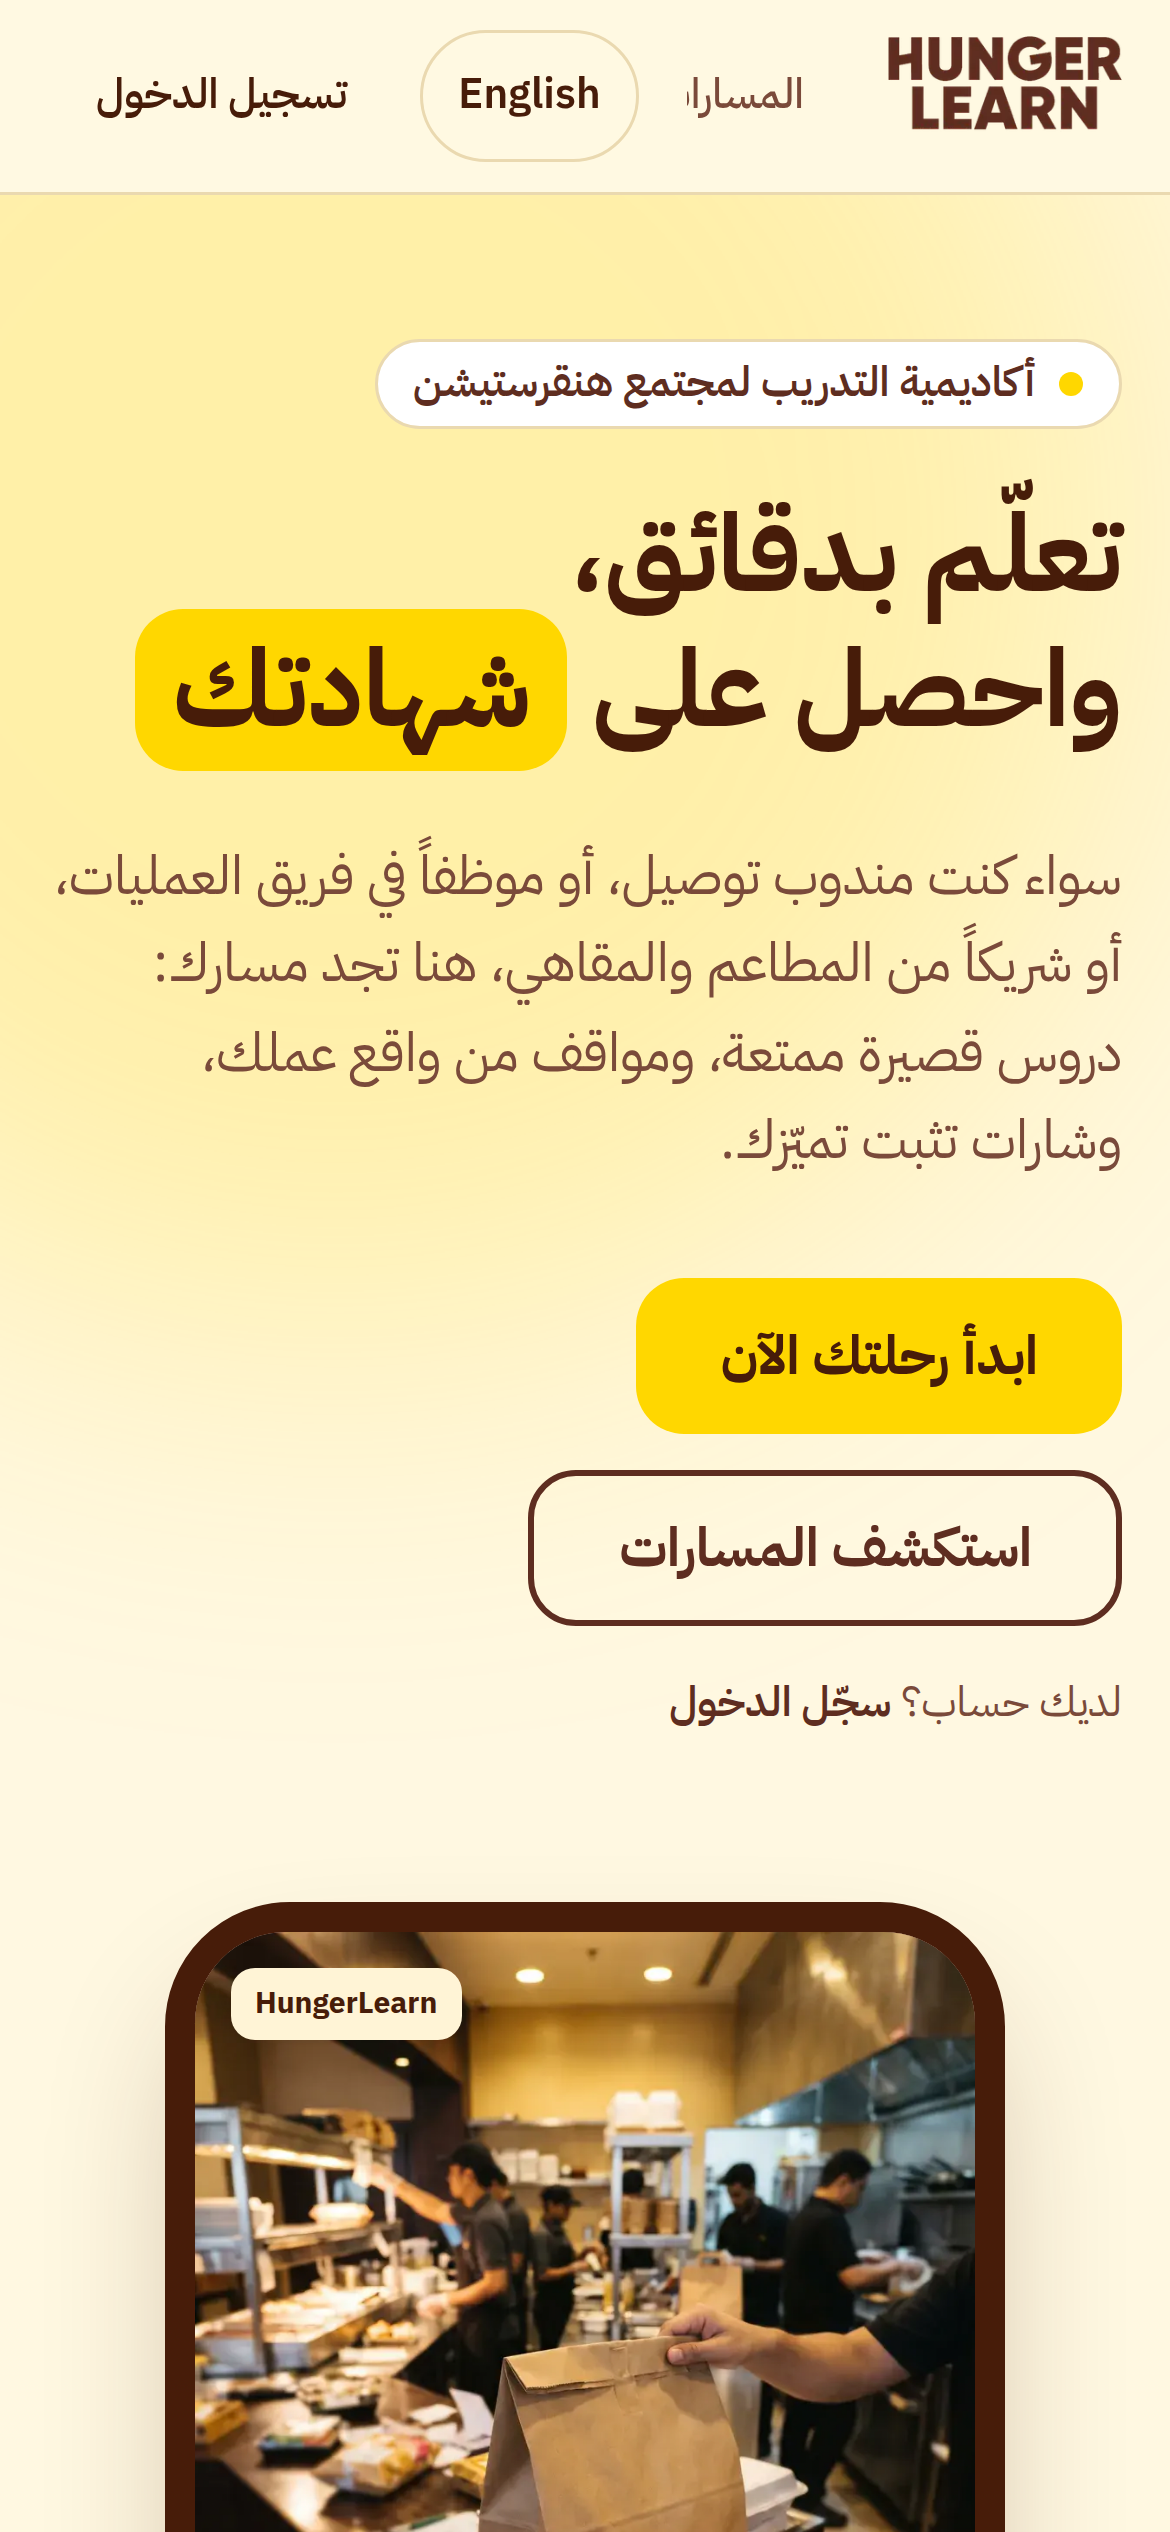 HUNGER
LEARN
English
تسجيل الدخول
أكاديمية التدريب لمجتمع هنقرستيشن
تعلّم بدقائق،
واحصل على شهادتك
سواء كنت مندوب توصيل، أو موظفاً في فريق العمليات،
أو شريكاً من المطاعم والمقاهي، هنا تجد مسارك:
دروس قصيرة ممتعة، ومواقف من واقع عملك،
وشارات تثبت تميّزك.
ابدأ رحلتك الآن
استكشف المسارات
لديك حساب؟ سجّل الدخول
HungerLearn